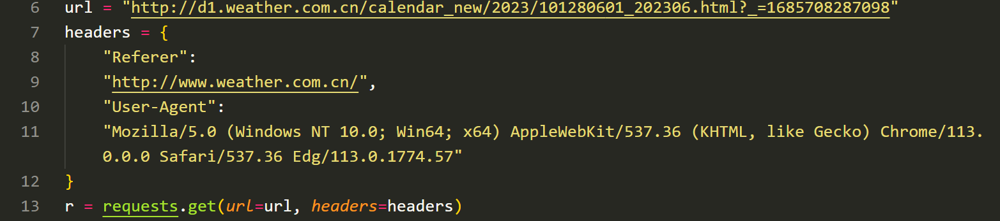 6 url = "http://d1.weather.com.cn/calendar_new/2023/101280601_202306.html?_=1685708287098"
7 headers = {
8 "Referer":
9 "http://www.weather.com.cn/",
10 "User-Agent":
11 "Mozilla/5.0 (Windows NT 10.0; Win64; x64) AppleWebKit/537.36 (KHTML, like Gecko) Chrome/113.
0.0.0 Safari/537.36 Edg/113.0.1774.57"
12 }
13 r = requests.get(url=url, headers=headers)